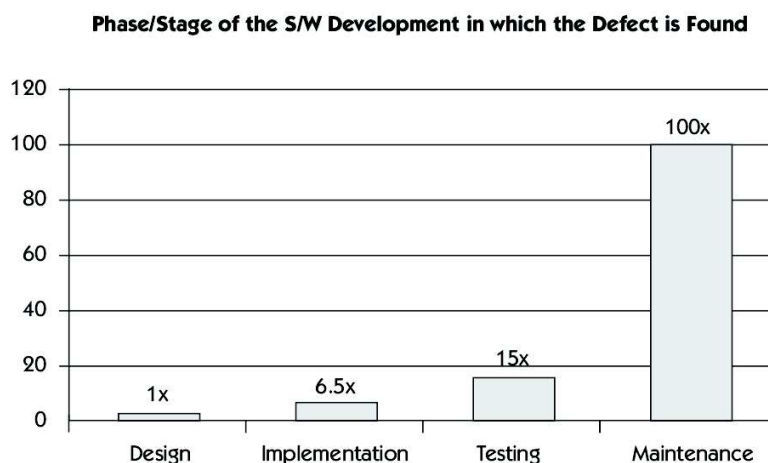 Phase/Stage of the S/W Development in which the Defect is Found
120
100
80
60
40
20
0
1x
6.5x
15x
100x
Design Implementation Testing Maintenance